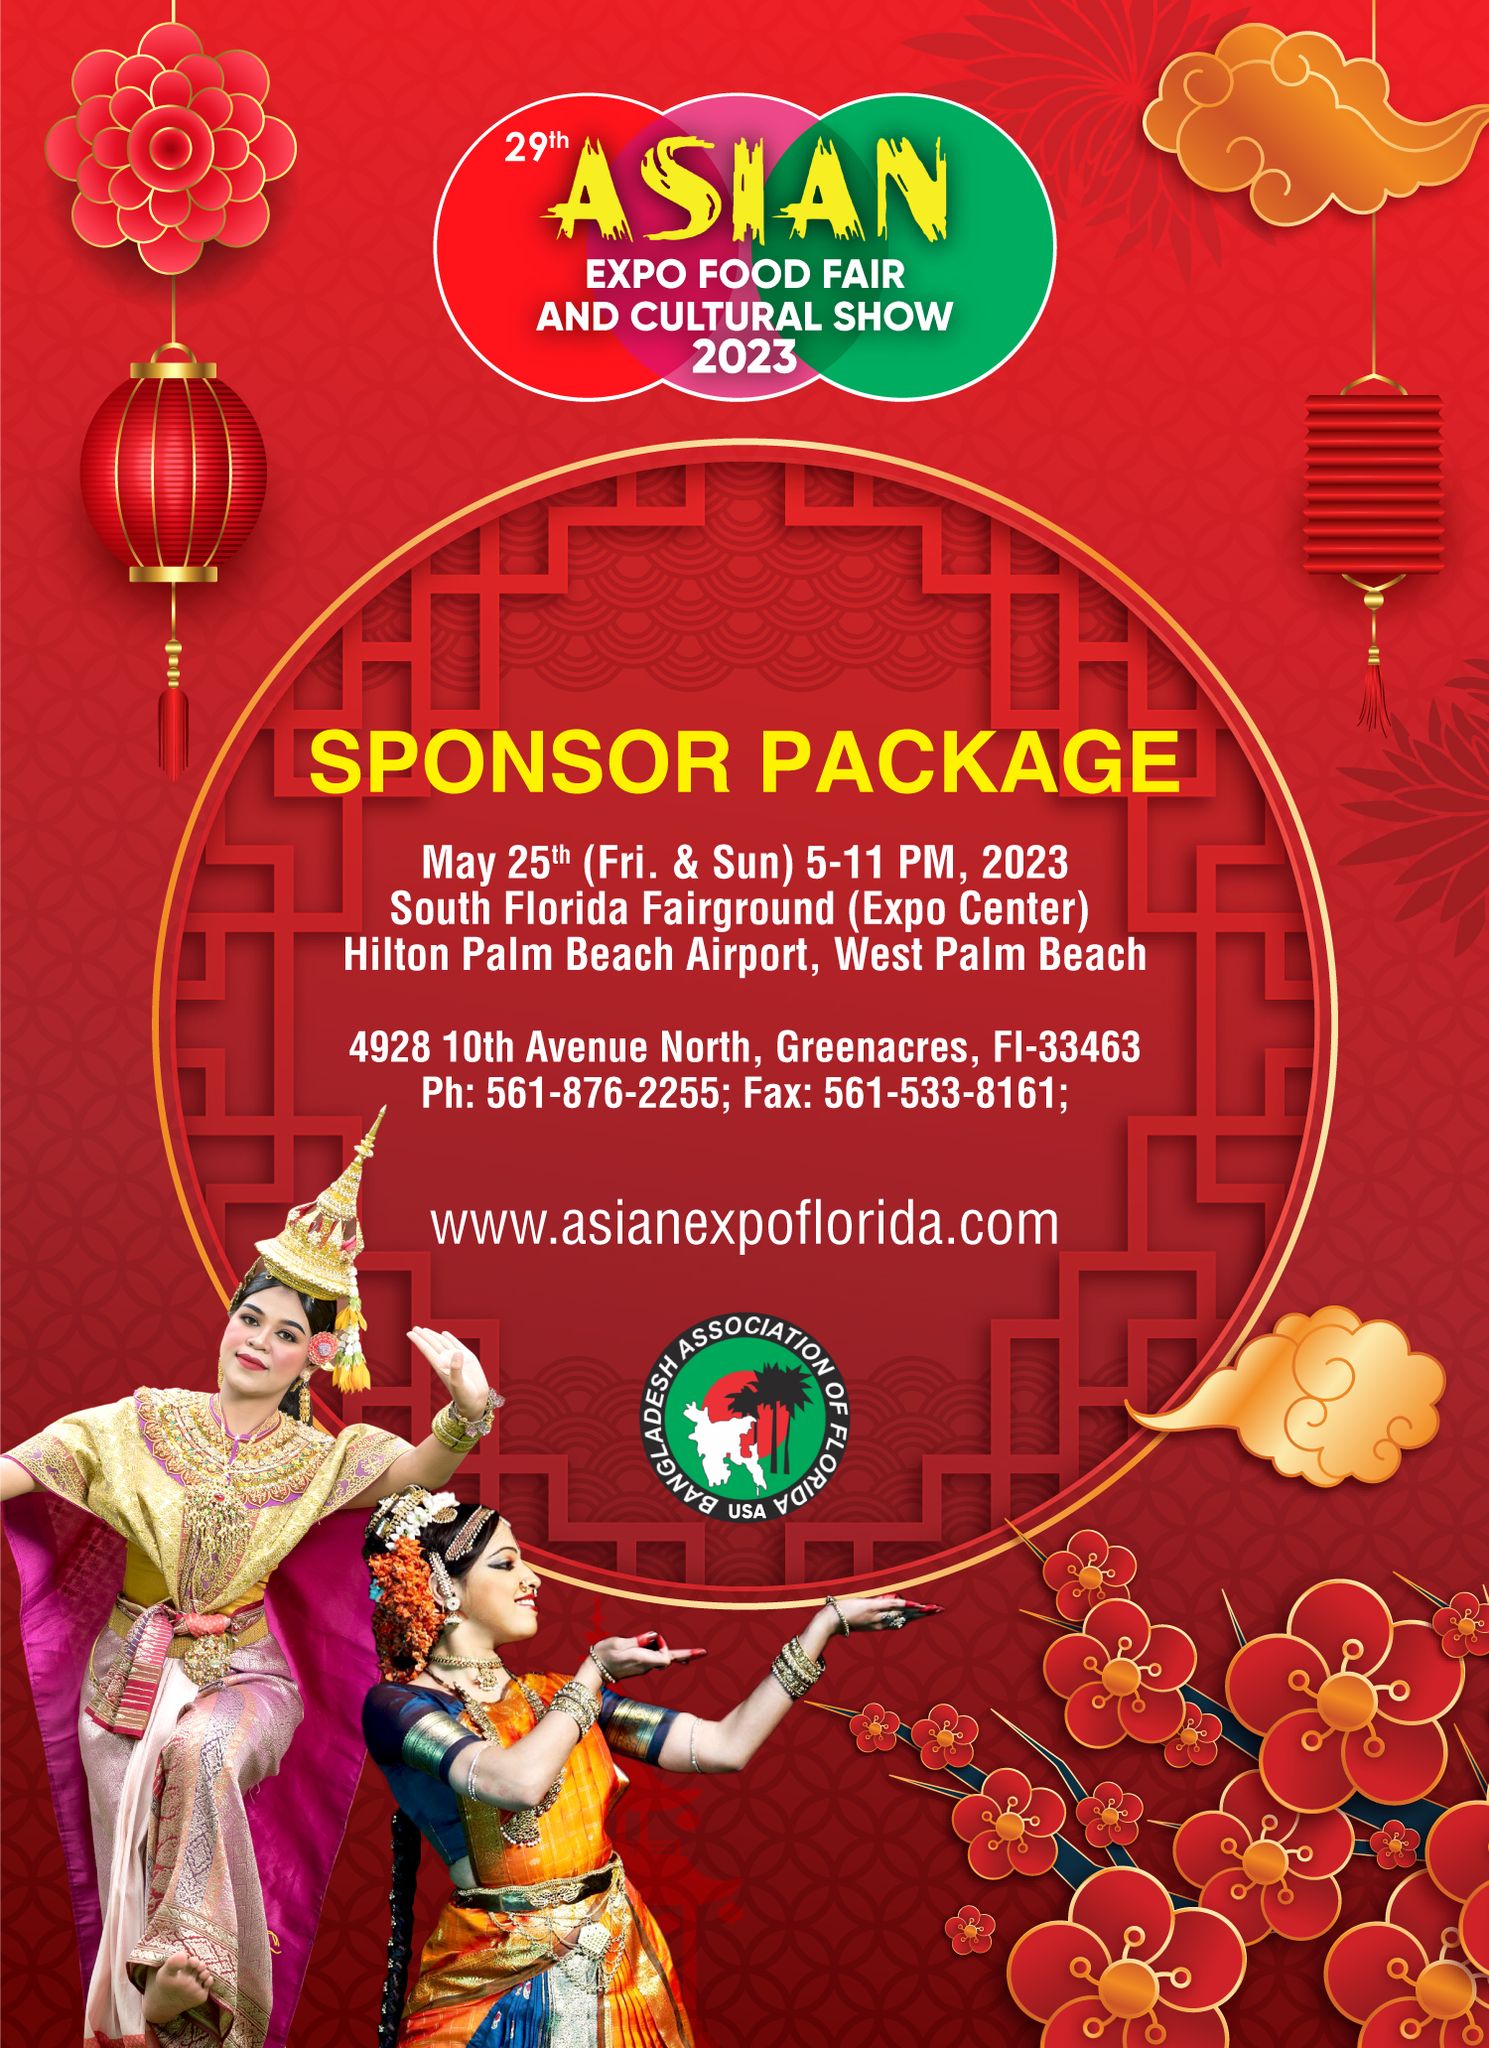 29th ASIAN
EXPO FOOD FAIR
AND CULTURAL SHOW
2023
SPONSOR PACKAGE
May 25th (Fri. & Sun) 5-11 PM, 2023
South Florida Fairground (Expo Center)
Hilton Palm Beach Airport, West Palm Beach
4928 10th Avenue North, Greenacres, Fl-33463
Ph: 561-876-2255; Fax: 561-533-8161;
www.asianexpoflorida.com
BANGLADESH ASSOCIATION OF FLORIDA
USA